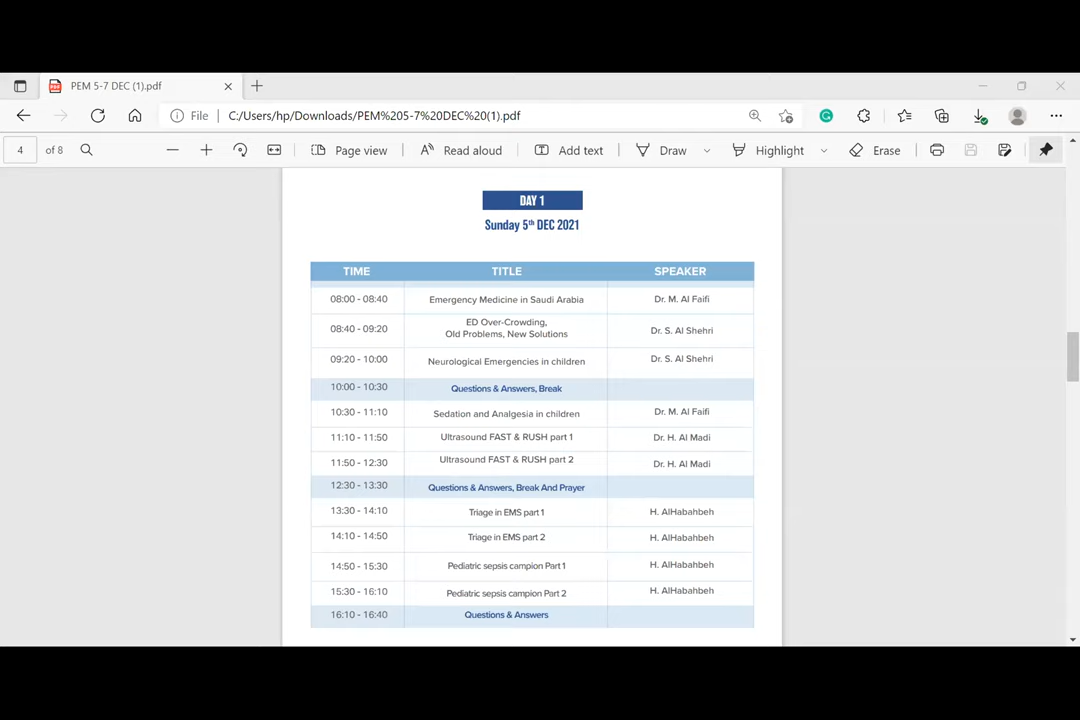 PEM 5-7 DEC (1).pdf
File C:/Users/hp/Downloads/PEM%205-7%20DEC%20(1).pdf
4 of 8 Page view Read aloud Add text Draw Highlight Erase
DAY 1
Sunday 5th DEC 2021
TIME TITLE SPEAKER
08:00 - 08:40 Emergency Medicine in Saudi Arabia Dr. M. Al Faifi
08:40 - 09:20 ED Over-Crowding, Dr. S. Al Shehri
Old Problems, New Solutions
09:20 - 10:00 Neurological Emergencies in children Dr. S. Al Shehri
10:00 - 10:30 Questions & Answers, Break
10:30 - 11:10 Sedation and Analgesia in children Dr. M. Al Faifi
11:10 - 11:50 Ultrasound FAST & RUSH part 1 Dr. H. Al Madi
11:50 - 12:30 Ultrasound FAST & RUSH part 2 Dr. H. Al Madi
12:30 - 13:30 Questions & Answers, Break And Prayer
13:30 - 14:10 Triage in EMS part 1 H. AlHabahbeh
14:10 - 14:50 Triage in EMS part 2 H. AlHabahbeh
14:50 - 15:30 Pediatric sepsis campion Part 1 H. AlHabahbeh
15:30 - 16:10 Pediatric sepsis campion Part 2 H. AlHabahbeh
16:10 - 16:40 Questions & Answers